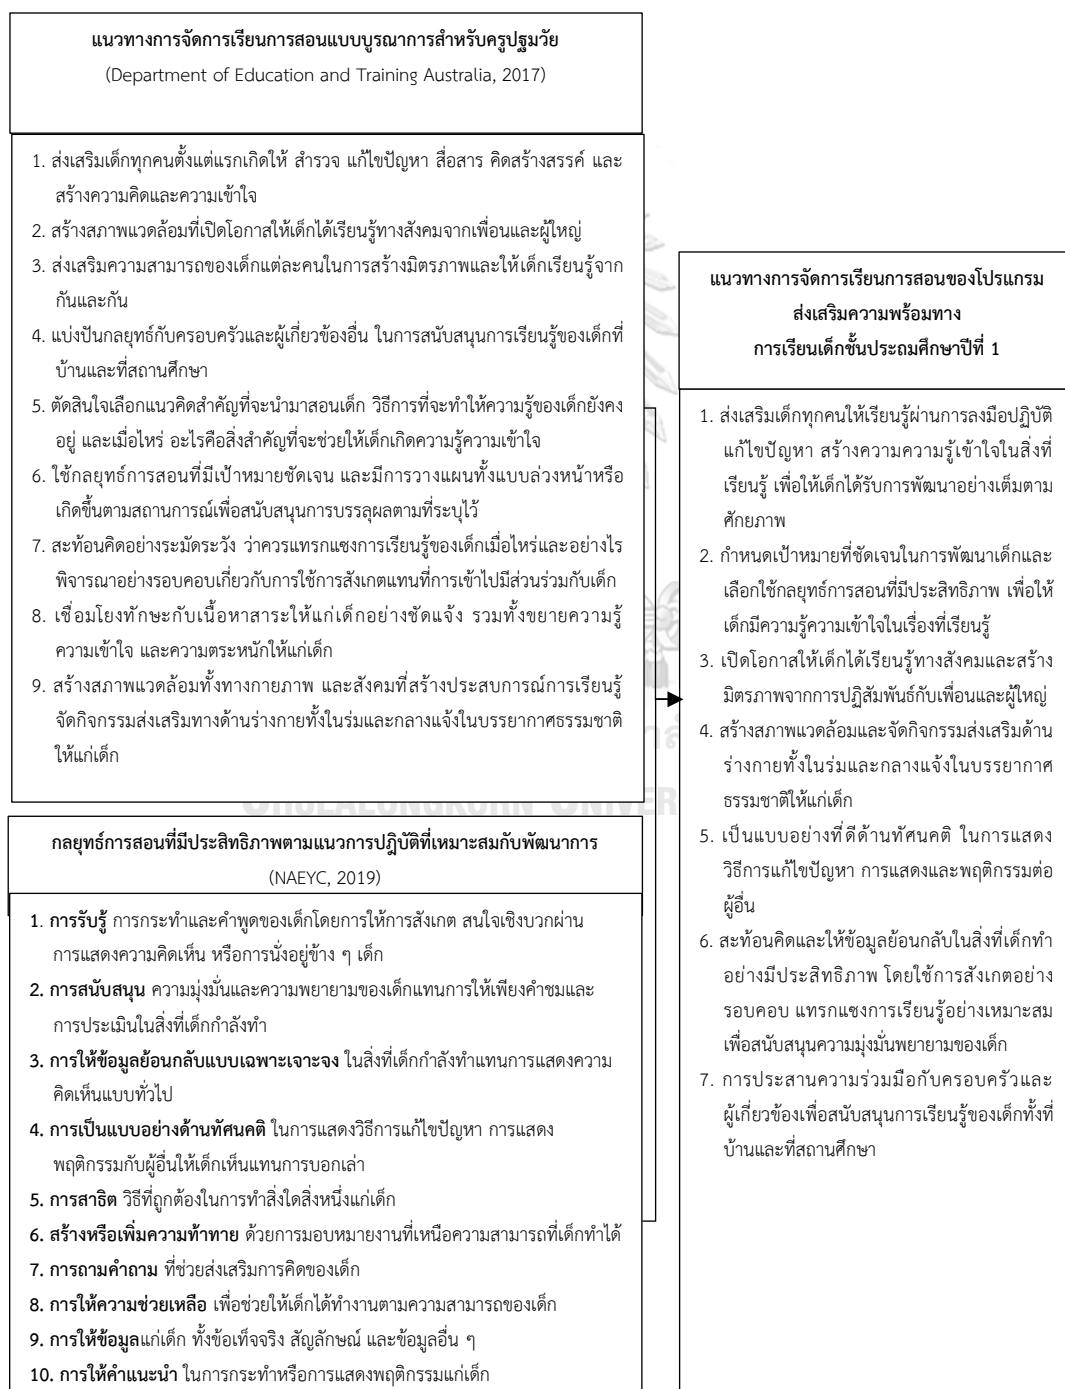 แนวทางการจัดการเรียนการสอนแบบบูรณาการสำหรับครูปฐมวัย
(Department of Education and Training Australia, 2017)
1. ส่งเสริมเด็กทุกคนตั้งแต่แรกเกิดให้ สำรวจ แก้ไขปัญหา สื่อสาร คิดสร้างสรรค์ และ
สร้างความคิดและความเข้าใจ
2. สร้างสภาพแวดล้อมที่เปิดโอกาสให้เด็กได้เรียนรู้ทางสังคมจากเพื่อนและผู้ใหญ่
3. ส่งเสริมความสามารถของเด็กแต่ละคนในการสร้างมิตรภาพและให้เด็กเรียนรู้จาก
กันและกัน
4. แบ่งปันกลยุทธ์กับครอบครัวและผู้เกี่ยวข้องอื่น ในการสนับสนุนการเรียนรู้ของเด็กที่
บ้านและที่สถานศึกษา
5. ตัดสินใจเลือกแนวคิดสำคัญที่จะนำมาสอนเด็ก วิธีการที่จะทำให้ความรู้ของเด็กยังคง
อยู่ และเมื่อไหร่ อะไรคือสิ่งสำคัญที่จะช่วยให้เด็กเกิดความรู้ความเข้าใจ
6. ใช้กลยุทธ์การสอนที่มีเป้าหมายชัดเจน และมีการวางแผนทั้งแบบล่วงหน้าหรือ
เกิดขึ้นตามสถานการณ์เพื่อสนับสนุนการบรรลุผลตามที่ระบุไว้
7. สะท้อนคิดอย่างระมัดระวัง ว่าควรแทรกแซงการเรียนรู้ของเด็กเมื่อไหร่และอย่างไร
พิจารณาอย่างรอบคอบเกี่ยวกับการใช้การสังเกตแทนที่การเข้าไปมีส่วนร่วมกับเด็ก
8. เชื่อมโยงทักษะกับเนื้อหาสาระให้แก่เด็กอย่างชัดแจ้ง รวมทั้งขยายความรู้
ความเข้าใจ และความตระหนักให้แก่เด็ก
9. สร้างสภาพแวดล้อมทั้งทางกายภาพ และสังคมที่สร้างประสบการณ์การเรียนรู้
จัดกิจกรรมส่งเสริมทางด้านร่างกายทั้งในร่มและกลางแจ้งในบรรยากาศธรรมชาติ
ให้แก่เด็ก
กลยุทธ์การสอนที่มีประสิทธิภาพตามแนวการปฏิบัติที่เหมาะสมกับพัฒนาการ
(NAEYC, 2019)
1. การรับรู้ การกระทำและคำพูดของเด็กโดยการให้การสังเกต สนใจเชิงบวกผ่าน
การแสดงความคิดเห็น หรือการนั่งอยู่ข้าง ๆ เด็ก
2. การสนับสนุน ความมุ่งมั่นและความพยายามของเด็กแทนการให้เพียงคำชมและ
การประเมินในสิ่งที่เด็กกำลังทำ
3. การให้ข้อมูลย้อนกลับแบบเฉพาะเจาะจง ในสิ่งที่เด็กกำลังทำแทนการแสดงความ
คิดเห็นแบบทั่วไป
4. การเป็นแบบอย่างด้านทัศนคติ ในการแสดงวิธีการแก้ไขปัญหา การแสดง
พฤติกรรมกับผู้อื่นให้เด็กเห็นแทนการบอกเล่า
5. การสาธิต วิธีที่ถูกต้องในการทำสิ่งใดสิ่งหนึ่งแก่เด็ก
6. สร้างหรือเพิ่มความท้าทาย ด้วยการมอบหมายงานที่เหนือความสามารถที่เด็กทำได้
7. การถามคำถาม ที่ช่วยส่งเสริมการคิดของเด็ก
8. การให้ความช่วยเหลือ เพื่อช่วยให้เด็กได้ทำงานตามความสามารถของเด็ก
9. การให้ข้อมูลแก่เด็ก ทั้งข้อเท็จจริง สัญลักษณ์ และข้อมูลอื่น ๆ
10. การให้คำแนะนำ ในการกระทำหรือการแสดงพฤติกรรมแก่เด็ก
แนวทางการจัดการเรียนการสอนของโปรแกรม
ส่งเสริมความพร้อมทาง
การเรียนเด็กชั้นประถมศึกษาปีที่ 1
1. ส่งเสริมเด็กทุกคนให้เรียนรู้ผ่านการลงมือปฏิบัติ
แก้ไขปัญหา สร้างความความรู้เข้าใจในสิ่งที่
เรียนรู้ เพื่อให้เด็กได้รับการพัฒนาอย่างเต็มตาม
ศักยภาพ
2. กำหนดเป้าหมายที่ชัดเจนในการพัฒนาเด็กและ
เลือกใช้กลยุทธ์การสอนที่มีประสิทธิภาพ เพื่อให้
เด็กมีความรู้ความเข้าใจในเรื่องที่เรียนรู้
3. เปิดโอกาสให้เด็กได้เรียนรู้ทางสังคมและสร้าง
มิตรภาพจากการปฏิสัมพันธ์กับเพื่อนและผู้ใหญ่
4. สร้างสภาพแวดล้อมและจัดกิจกรรมส่งเสริมด้าน
ร่างกายทั้งในร่มและกลางแจ้งในบรรยากาศ
ธรรมชาติให้แก่เด็ก
5. เป็นแบบอย่างที่ดีด้านทัศนคติ ในการแสดง
วิธีการแก้ไขปัญหา การแสดงและพฤติกรรมต่อ
ผู้อื่น
6. สะท้อนคิดและให้ข้อมูลย้อนกลับในสิ่งที่เด็กทำ
อย่างมีประสิทธิภาพ โดยใช้การสังเกตอย่าง
รอบคอบ แทรกแซงการเรียนรู้อย่างเหมาะสม
เพื่อสนับสนุนความมุ่งมั่นพยายามของเด็ก
7. การประสานความร่วมมือกับครอบครัวและ
ผู้เกี่ยวข้องเพื่อสนับสนุนการเรียนรู้ของเด็กทั้งที่
บ้านและที่สถานศึกษา